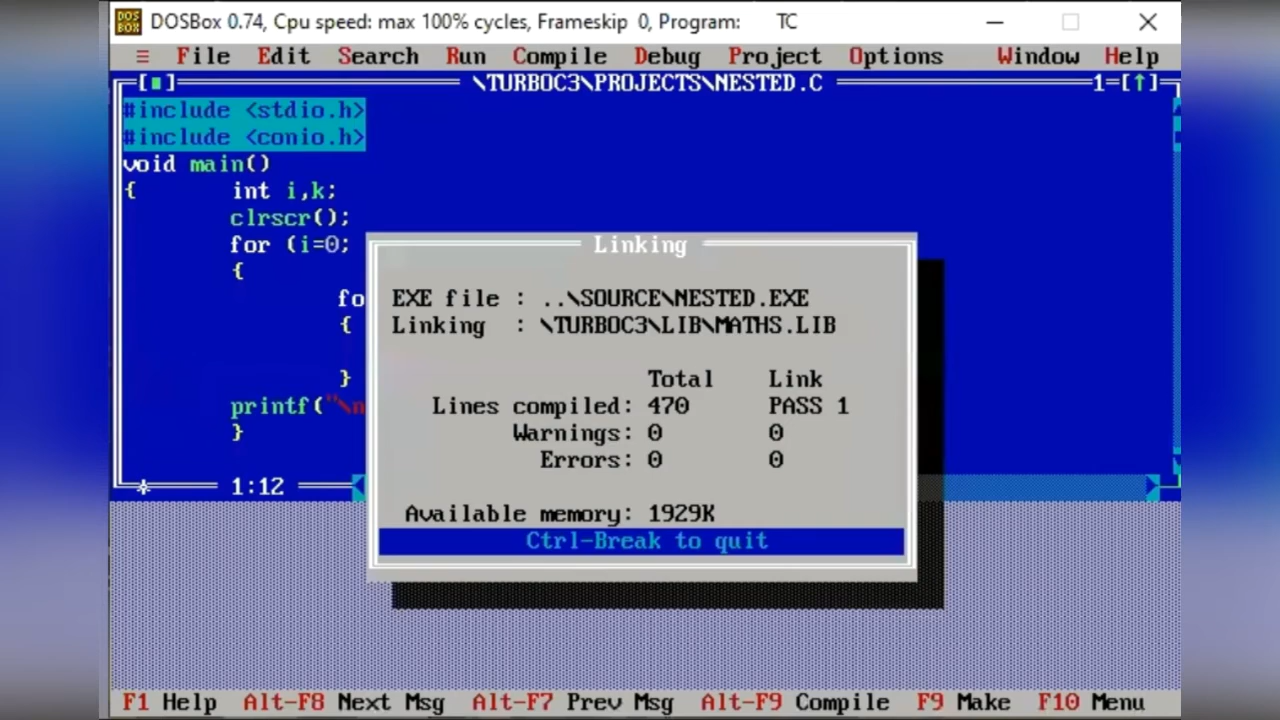 DOSBox 0.74, Cpu speed: max 100% cycles, Frameskip 0, Program: TC
≡ File Edit Search Run Compile Debug Project Options Window Help
\TURBOC3\PROJECTS\NESTED.C 1=[↑]
#include <stdio.h>
#include <conio.h>
void main()
{ int i,k;
clrscr();
for (i=0;
{
fo
{
}
printf("\n
}
1:12
Linking
EXE file : ..\SOURCE\NESTED.EXE
Linking : \TURBOC3\LIB\MATHS.LIB
Total Link
Lines compiled: 470 PASS 1
Warnings: 0 0
Errors: 0 0
Available memory: 1929K
Ctrl-Break to quit
F1 Help Alt-F8 Next Msg Alt-F7 Prev Msg Alt-F9 Compile F9 Make F10 Menu